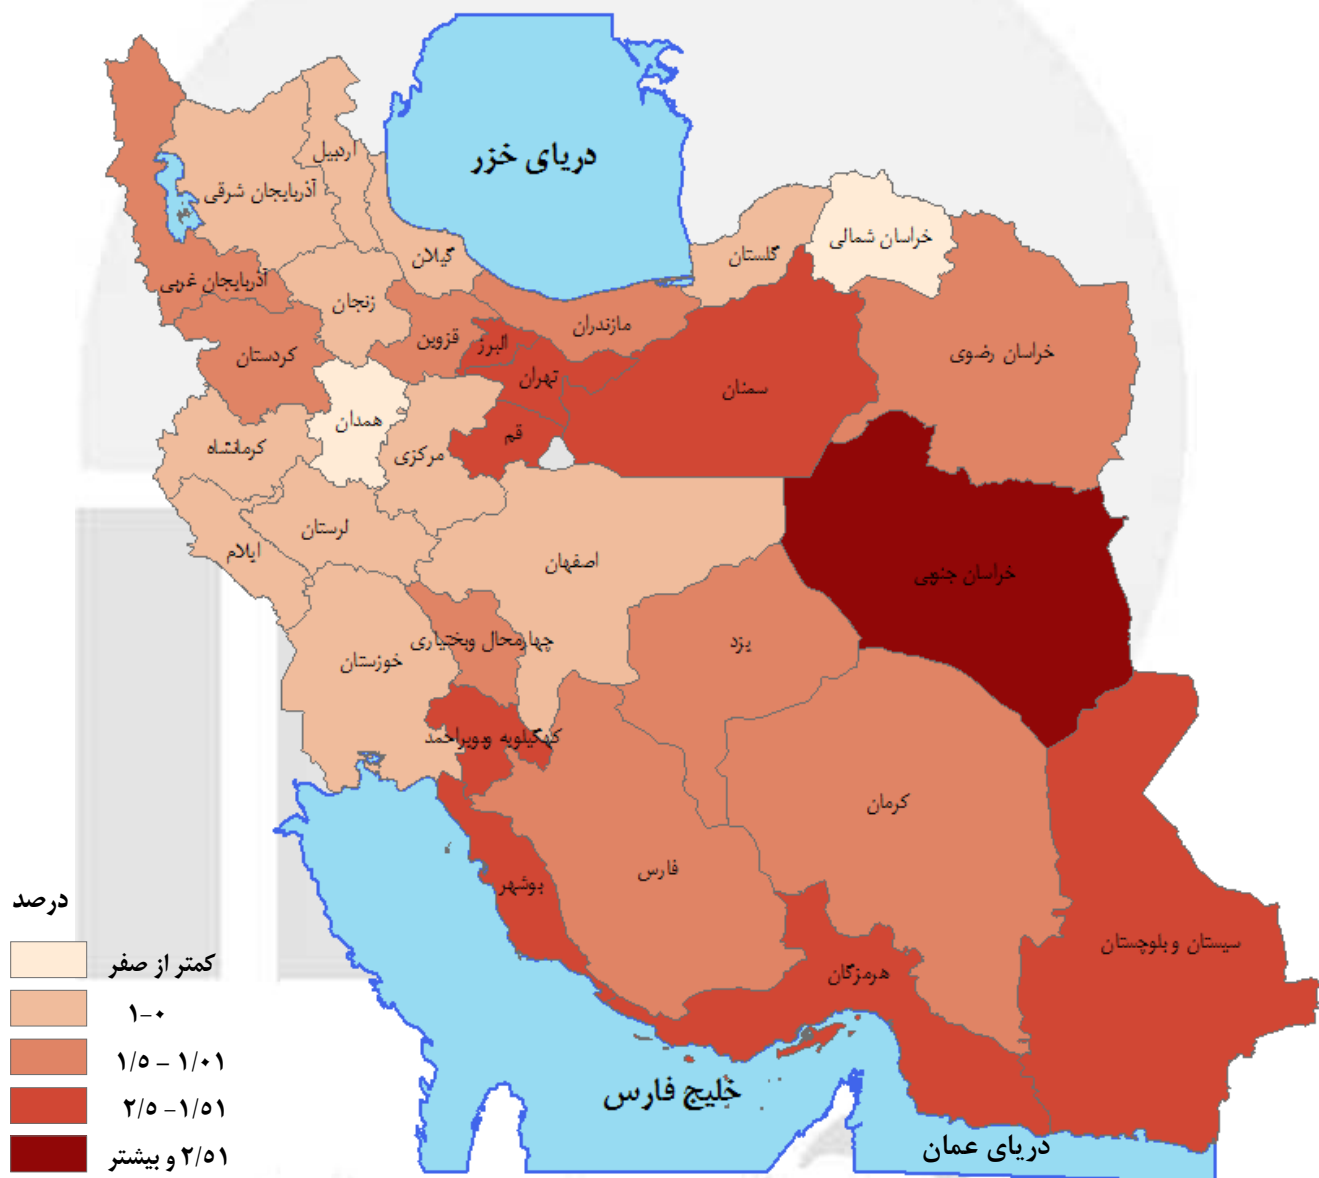 دریای خزر
اردبیل
آذربایجان شرقی
گیلان
گلستان
خراسان شمالی
آذربایجان غربی
زنجان
مازندران
قزوین
البرز
کردستان
خراسان رضوی
تهران
سمنان
همدان
قم
کرمانشاه
مرکزی
لرستان
ایلام
اصفهان
خراسان جنوبی
چهارمحال وبختیاری
یزد
خوزستان
کهگیلویه وبویراحمد
کرمان
فارس
بوشهر
سیستان و بلوچستان
هرمزگان
خلیج فارس
دریای عمان
درصد
کمتر از صفر
۰-۱
۱/۰۱ - ۱/۵
۱/۵۱- ۲/۵
۲/۵۱ و بیشتر